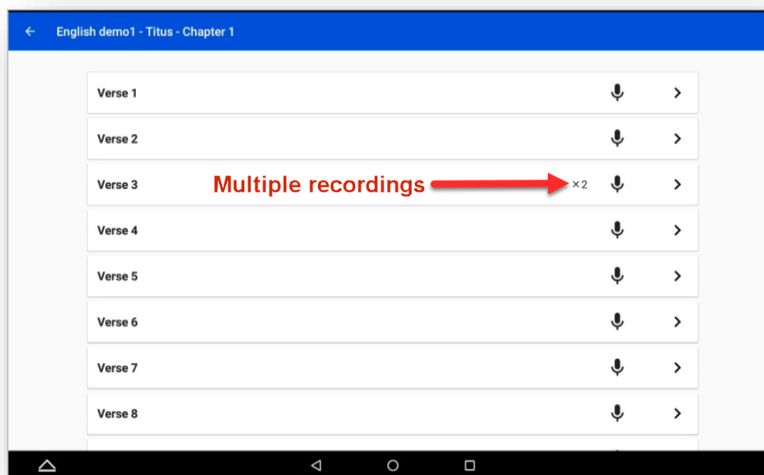 English demo1 - Titus - Chapter 1
Verse 1
Verse 2
Verse 3 Multiple recordings ×2
Verse 4
Verse 5
Verse 6
Verse 7
Verse 8